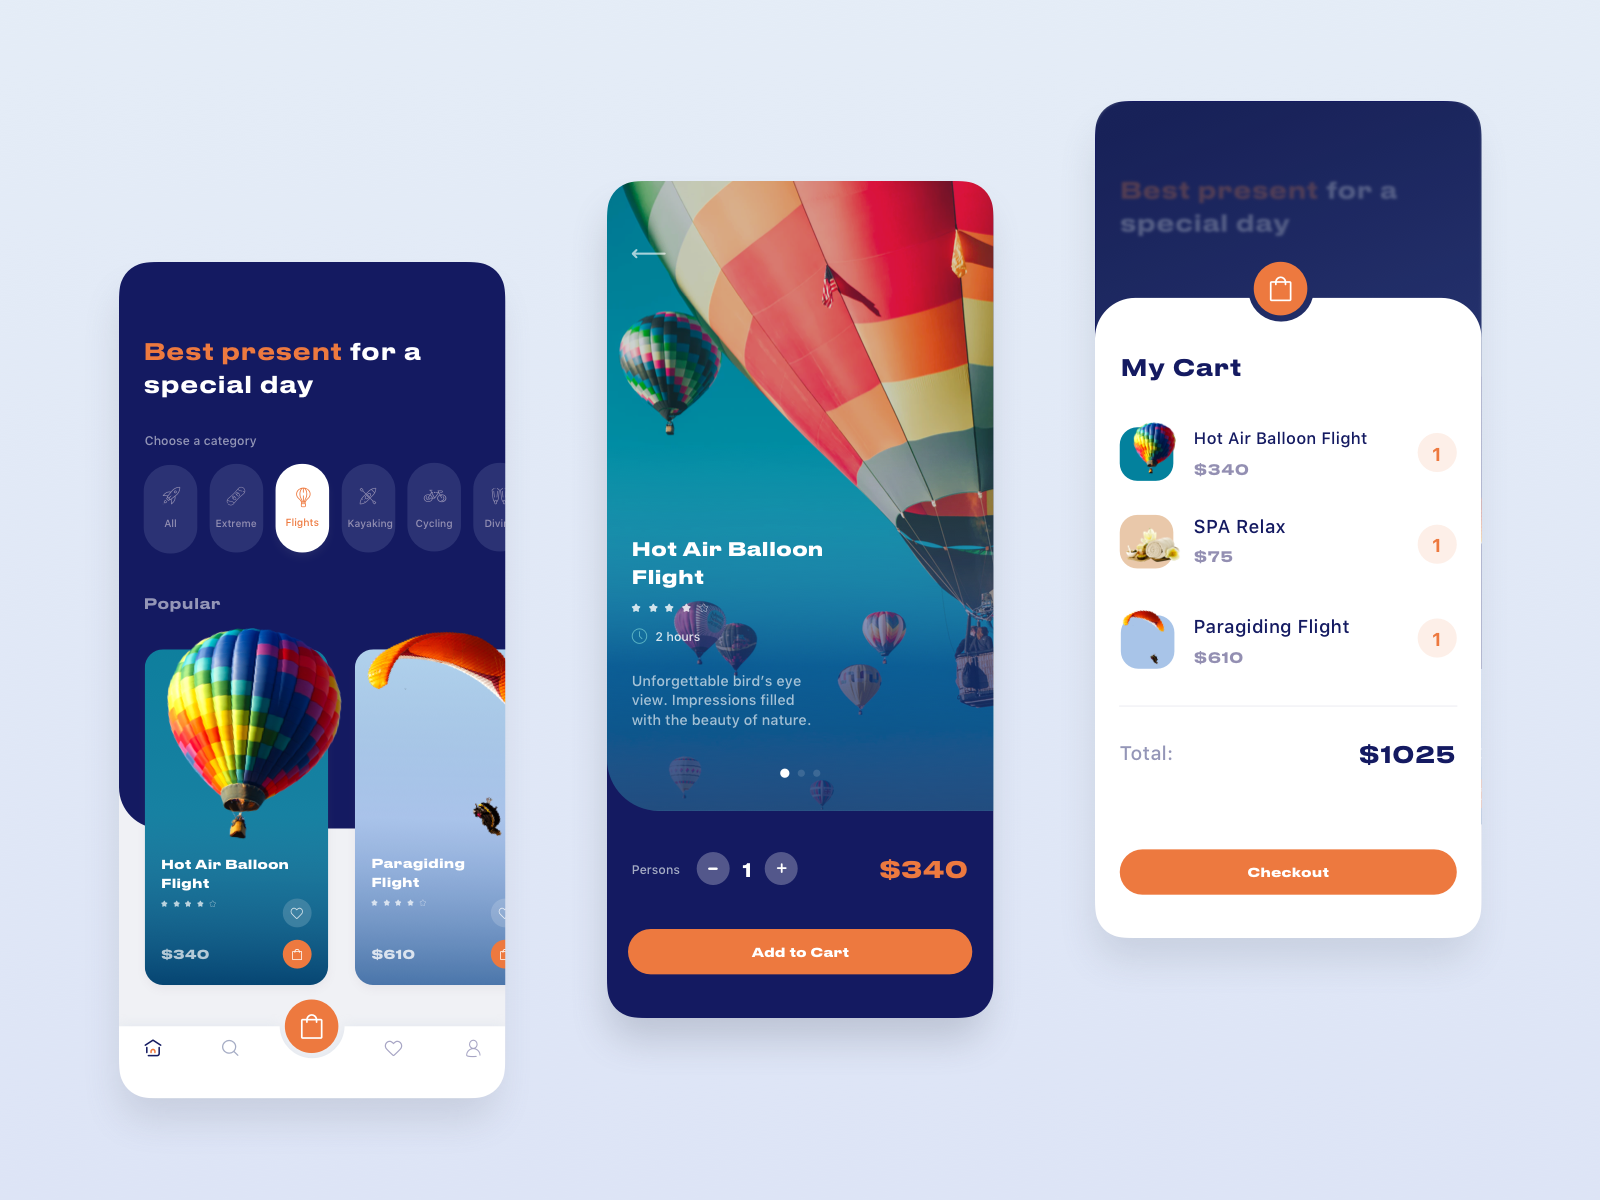 Best present for a
special day
Choose a category
All
Extreme
Flights
Kayaking
Cycling
Divin
Popular
Hot Air Balloon
Flight
$340
Paragiding
Flight
$610
Hot Air Balloon
Flight
2 hours
Unforgettable bird’s eye
view. Impressions filled
with the beauty of nature.
Persons
1
$340
Add to Cart
Best present for a
special day
My Cart
Hot Air Balloon Flight
$340
1
SPA Relax
$75
1
Paragiding Flight
$610
1
Total:
$1025
Checkout